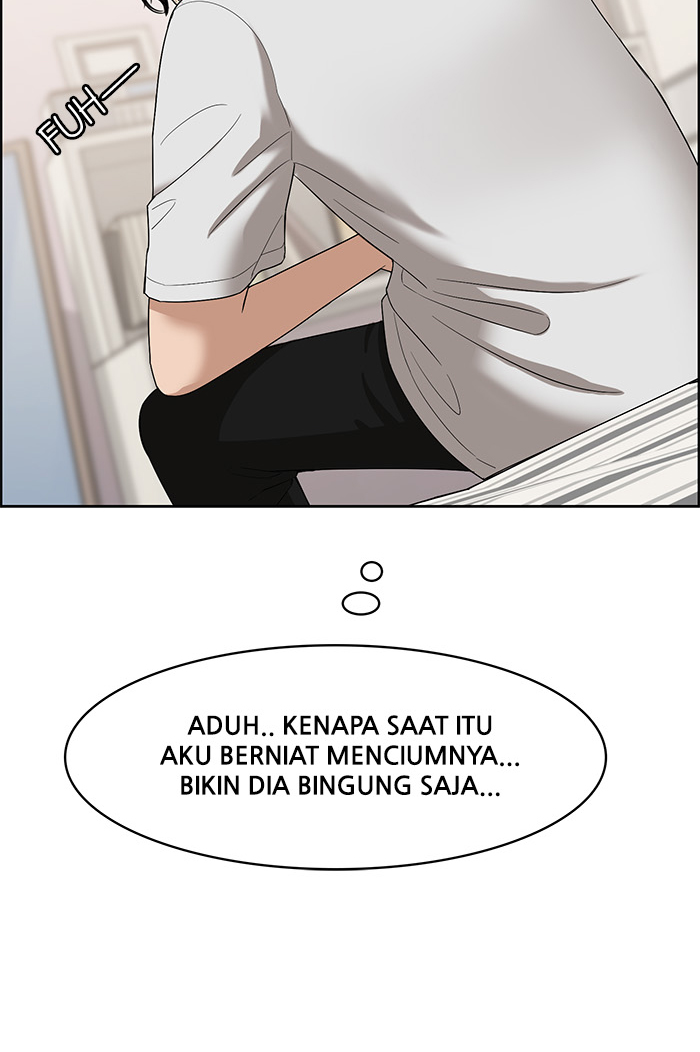 FUH—
ADUH.. KENAPA SAAT ITU
AKU BERNIAT MENCIUMNYA...
BIKIN DIA BINGUNG SAJA...